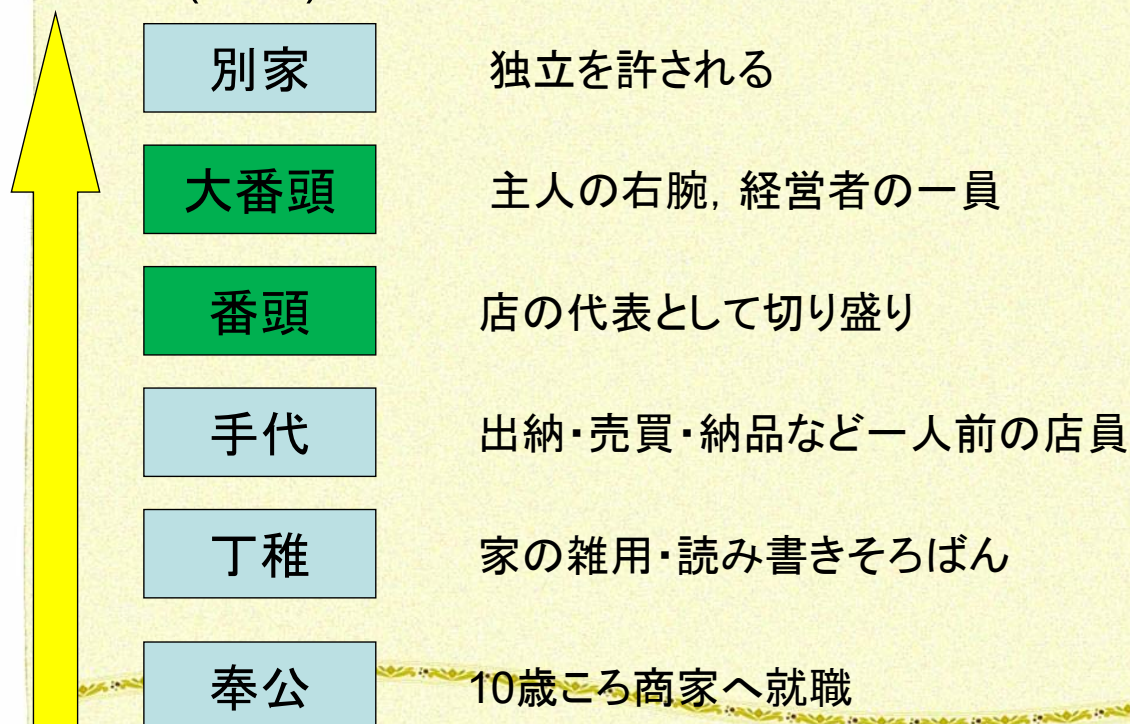 別家 独立を許される
大番頭 主人の右腕，経営者の一員
番頭 店の代表として切り盛り
手代 出納・売買・納品など一人前の店員
丁稚 家の雑用・読み書きそろばん
奉公 10歳ころ商家へ就職